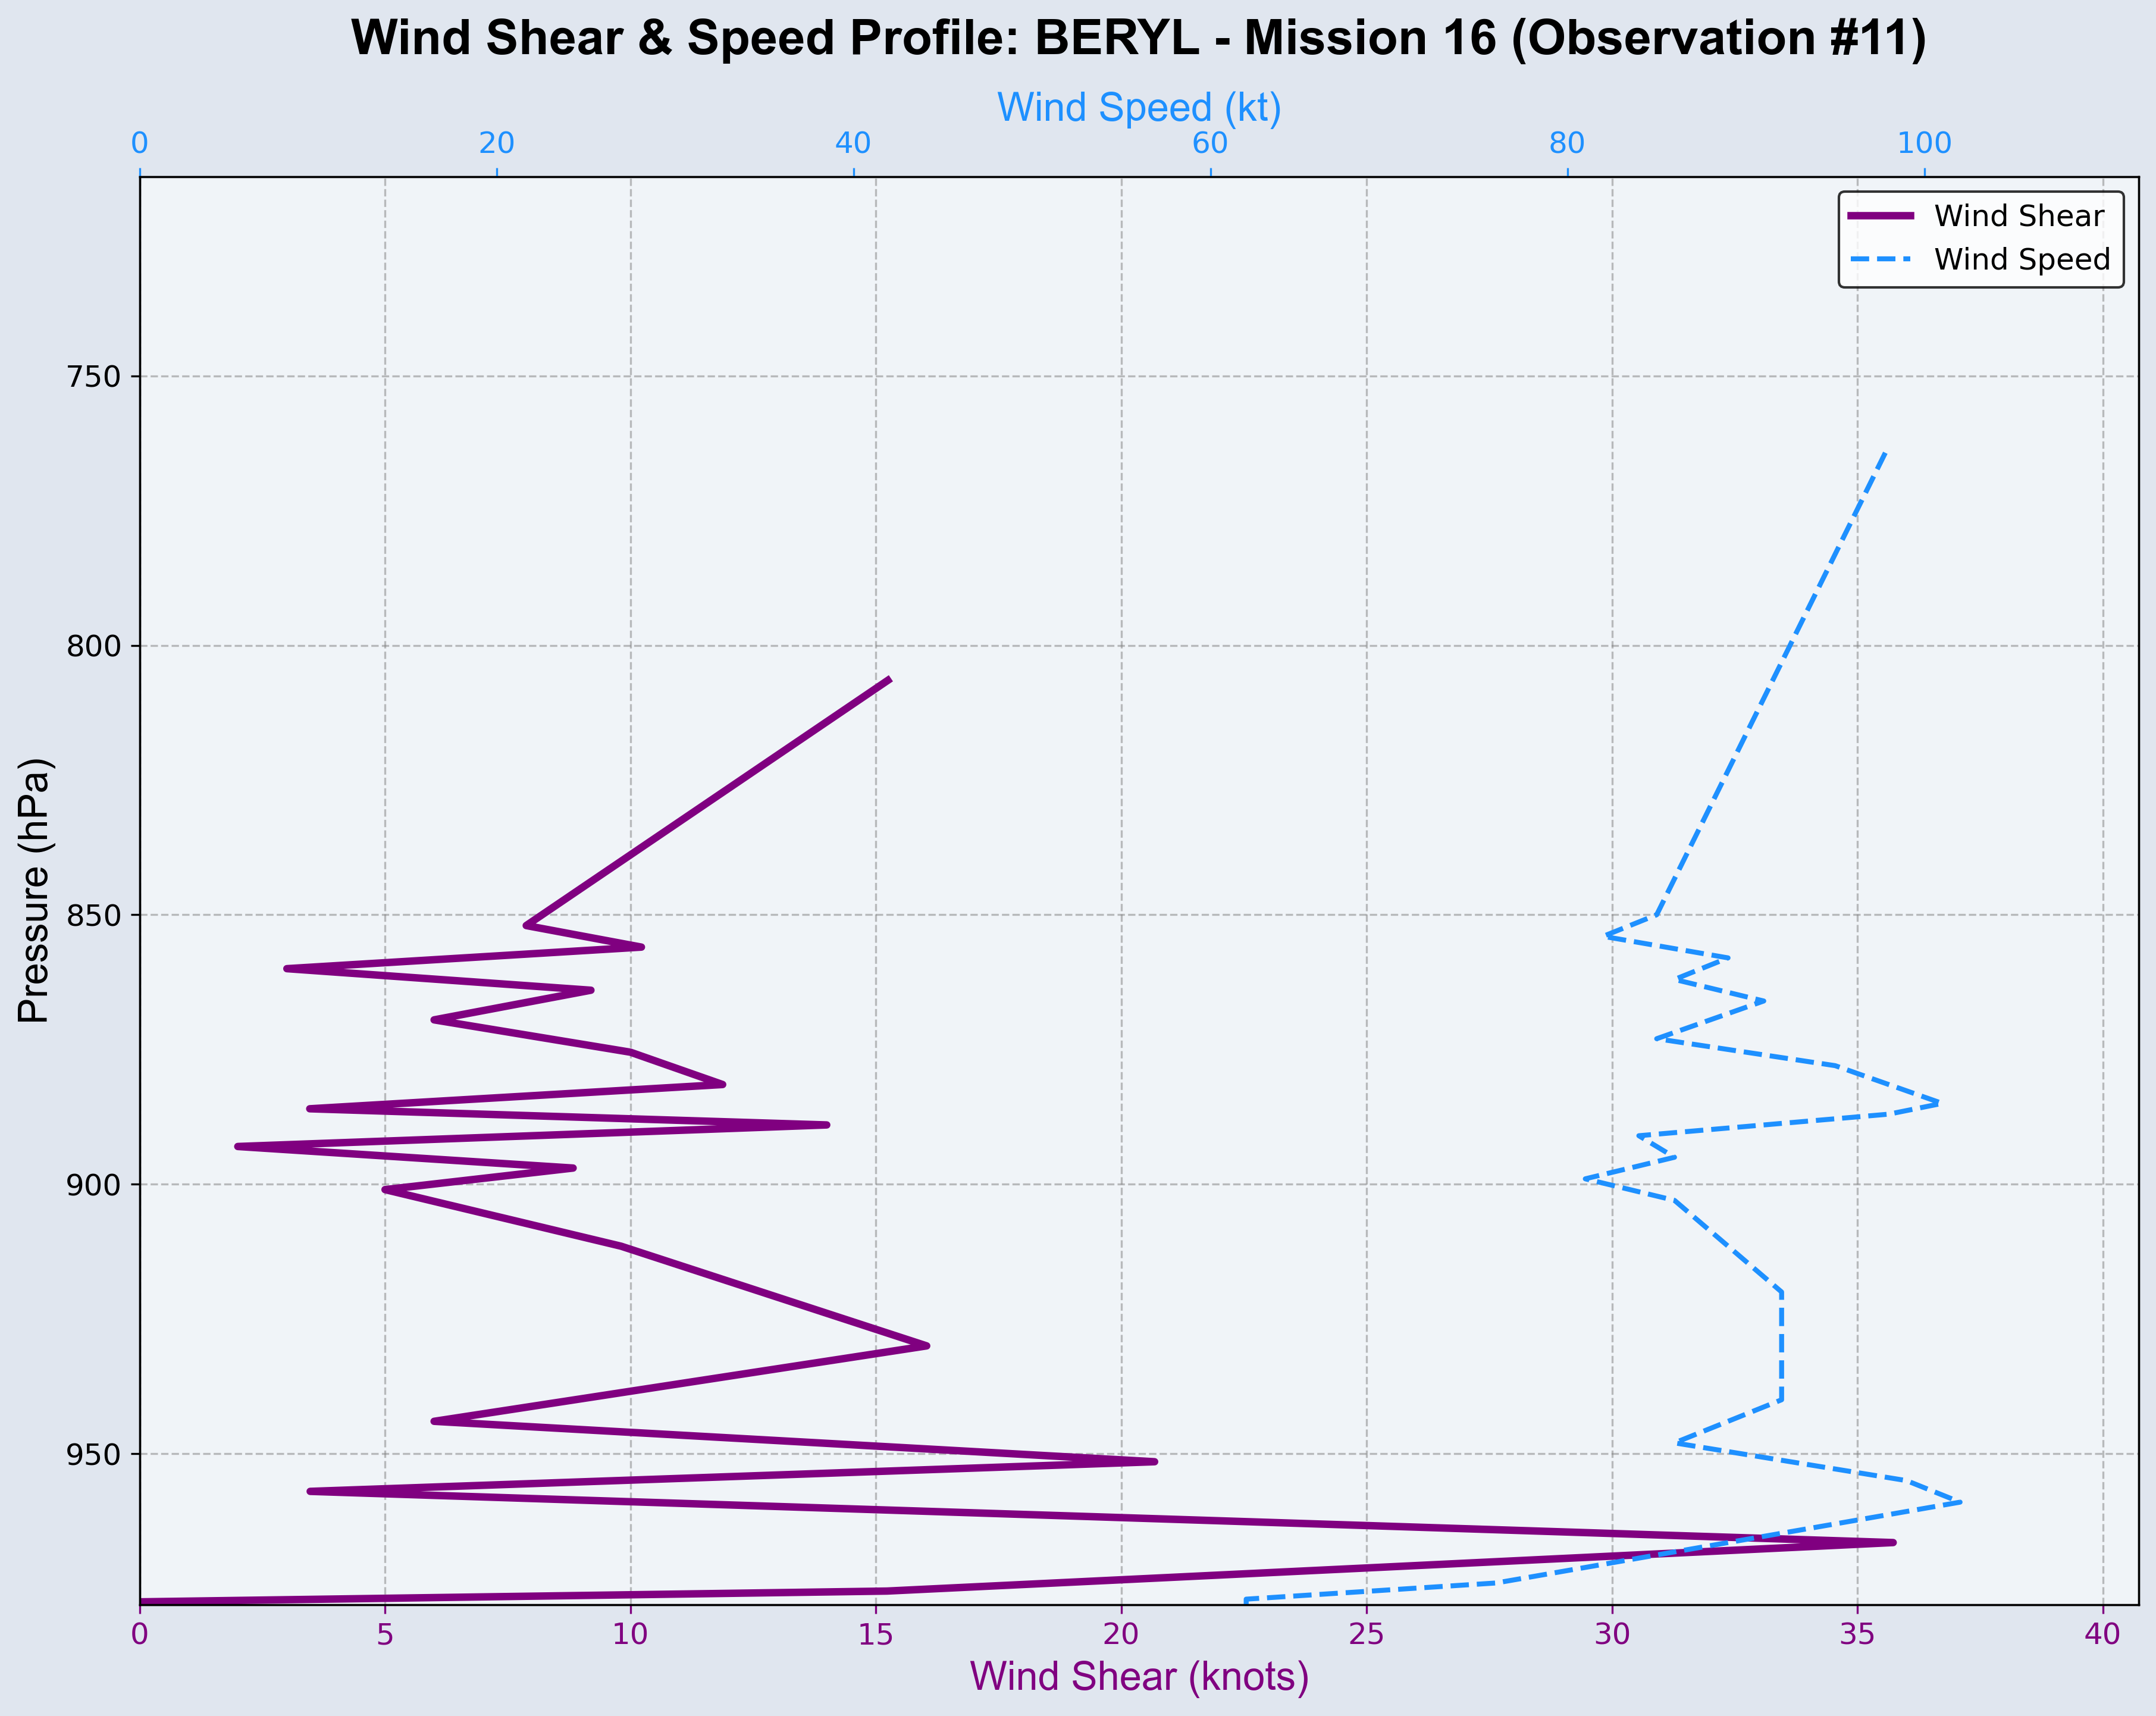 Wind Shear & Speed Profile: BERYL - Mission 16 (Observation #11)
Wind Speed (kt)
0 20 40 60 80 100
Wind Shear
Wind Speed
750
800
850
900
950
Pressure (hPa)
0 5 10 15 20 25 30 35 40
Wind Shear (knots)